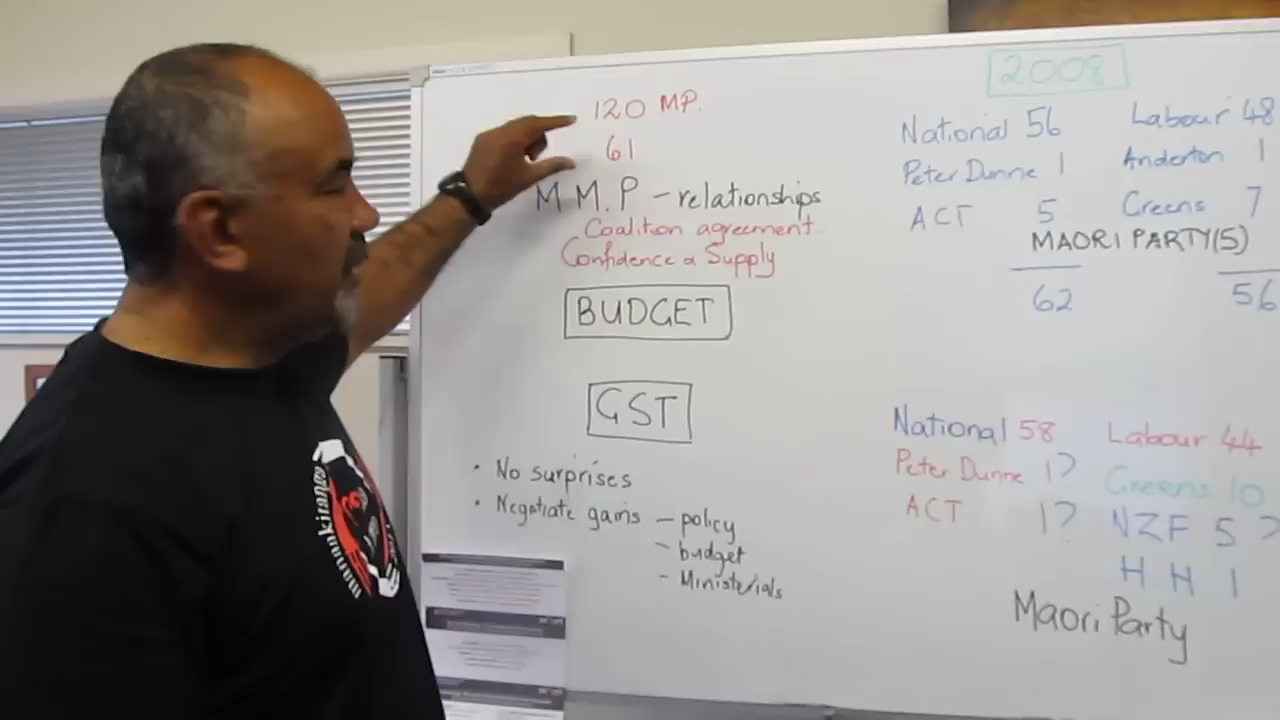 120 MP.
61
M M.P - relationships
Coalition agreement
Confidence & Supply
BUDGET
GST
• No surprises
• Negotiate gains - policy
- budget
- Ministerials
2008
National 56 Labour 48
Peter Dunne 1 Anderton 1
ACT 5 Greens 7
MAORI PARTY(5)
62 56
National 58 Labour 44
Peter Dunne 1? Greens 10
ACT 1? NZF 5 ?
H H 1
Maori Party